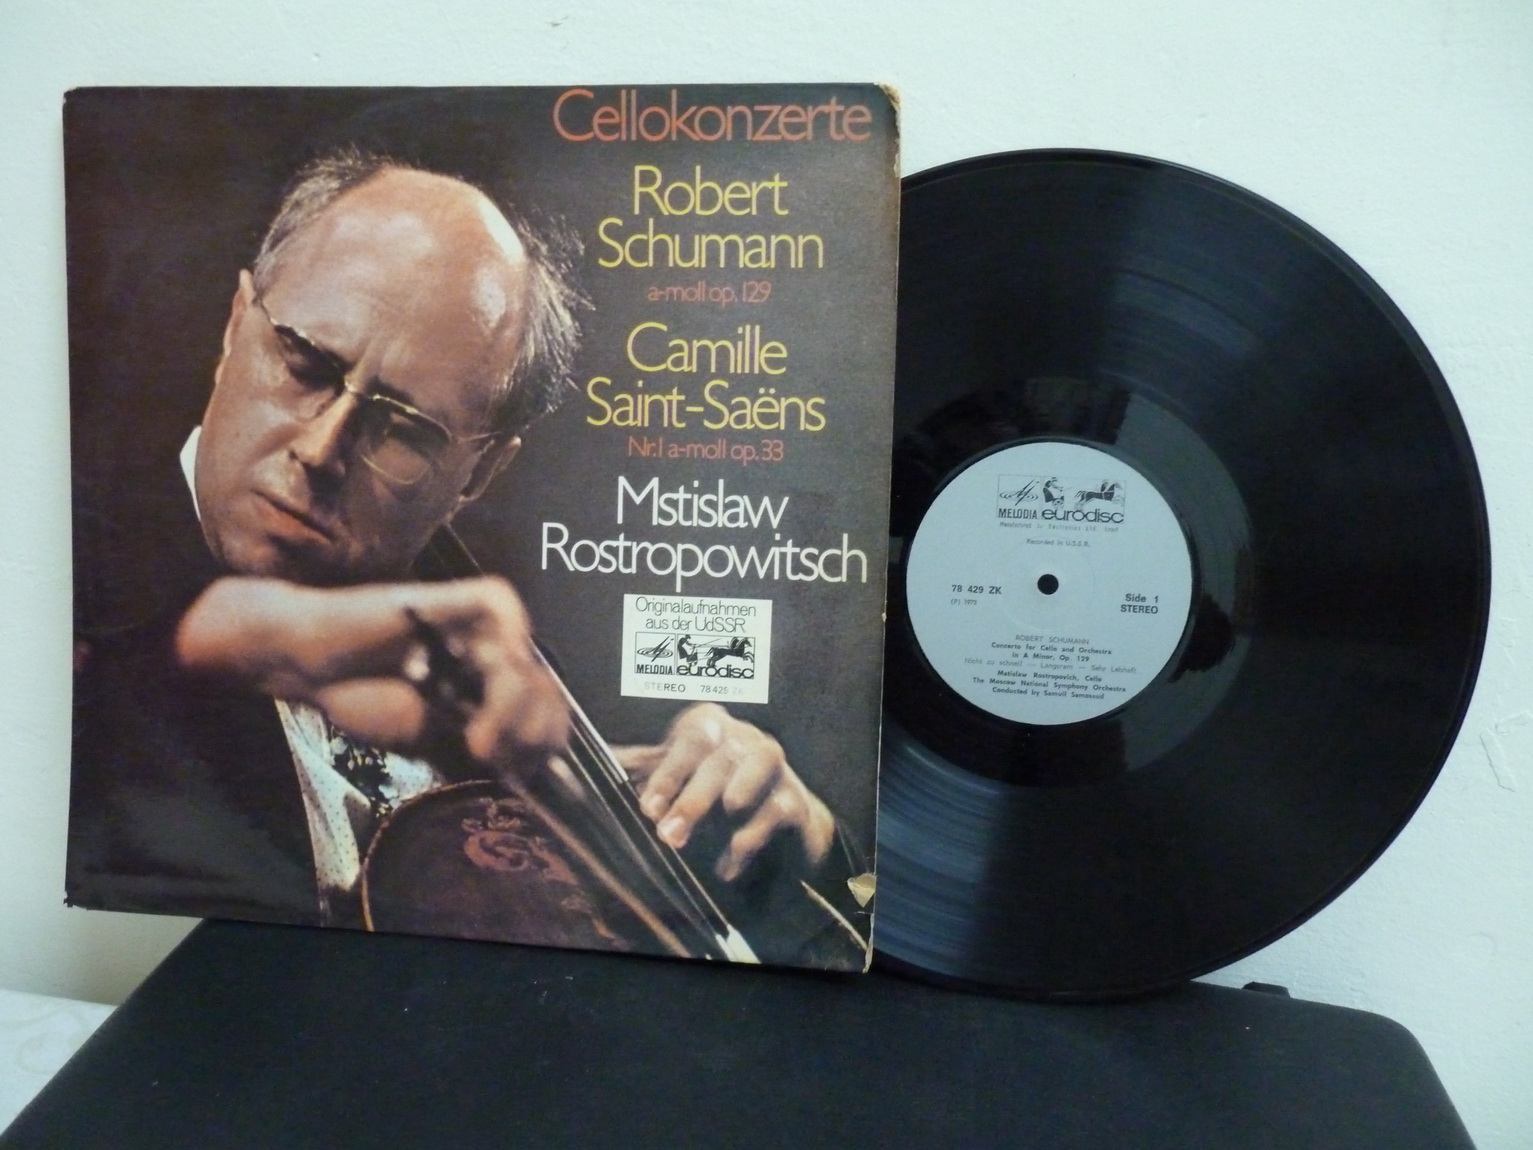 Cellokonzerte
Robert
Schumann
a-moll op. 129
Camille
Saint-Saëns
Nr.1 a-moll op. 33
Mstislaw
Rostropowitsch
Originalaufnahmen
aus der UdSSR
MELODIA eurodisc
STEREO 78 429 ZK
MELODIA eurodisc
Recorded in U.S.S.R.
78 429 ZK
(P) 1975
Side 1
STEREO
ROBERT SCHUMANN
Concerto for Cello and Orchestra
in A Minor, Op. 129
Nicht zu schnell — Langsam — Sehr Lebhaft
Mstislaw Rostropovich, Cello
The Moscow National Symphony Orchestra
Conducted by Samuil Samossud